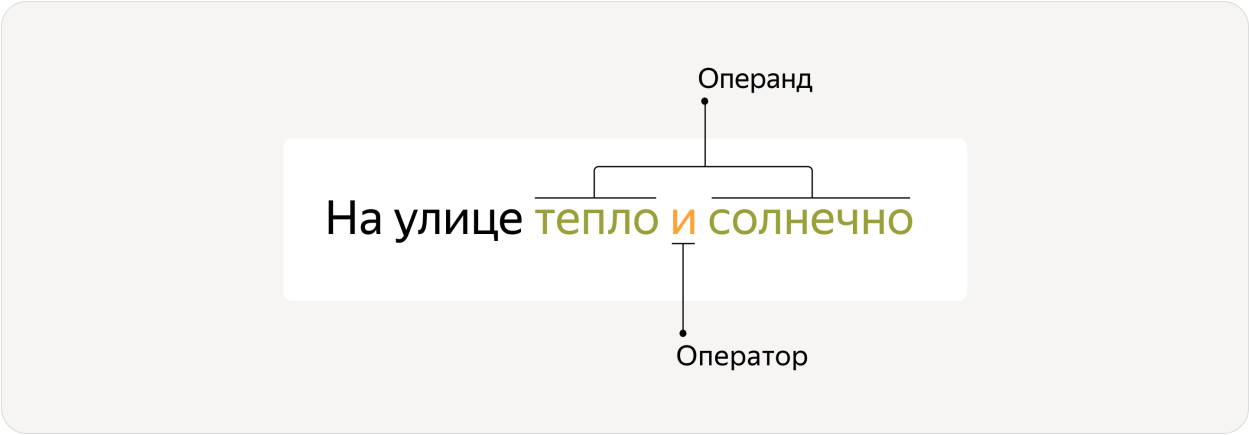 Операнд
На улице тепло и солнечно
Оператор